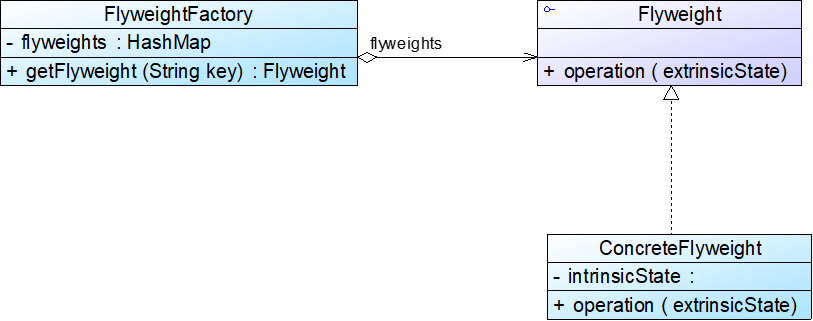 FlyweightFactory
- flyweights : HashMap
+ getFlyweight (String key) : Flyweight
flyweights
Flyweight
+ operation ( extrinsicState)
ConcreteFlyweight
- intrinsicState :
+ operation ( extrinsicState)